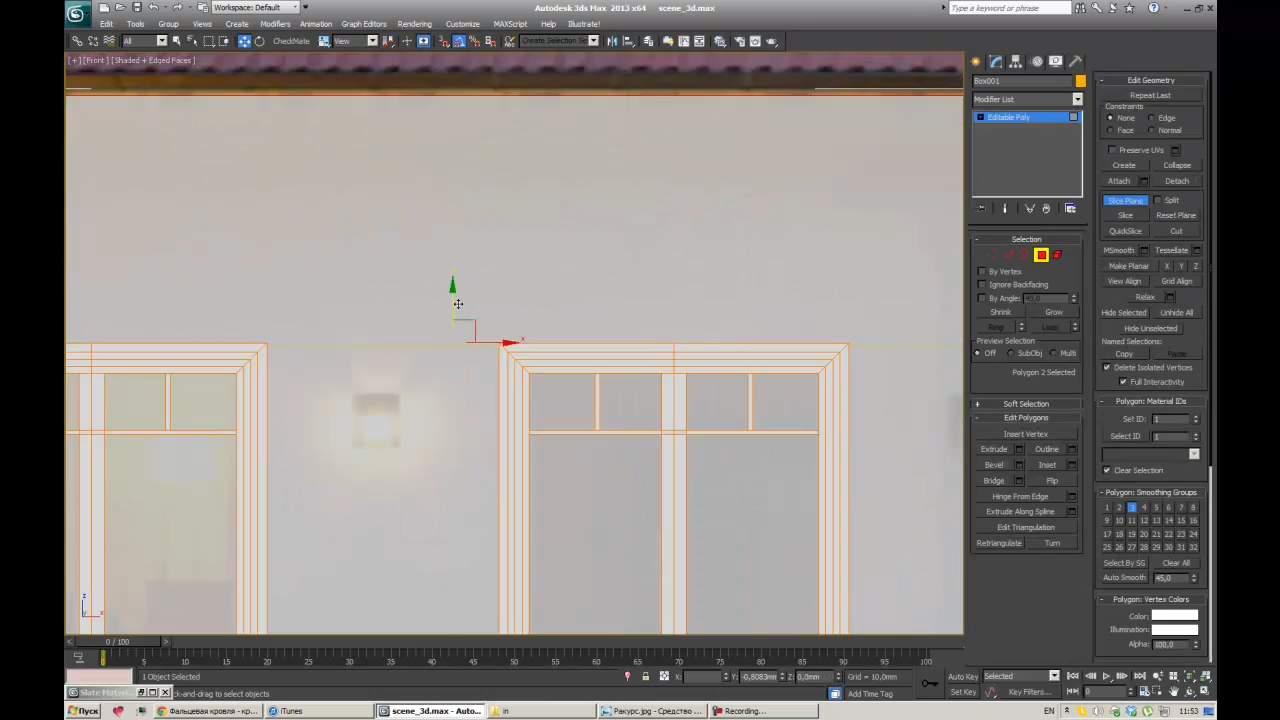 Workspace: Default
Autodesk 3ds Max 2013 x64 scene_3d.max
Type a keyword or phrase
Edit Tools Group Views Create Modifiers Animation Graph Editors Rendering Customize MAXScript Help Illustrate!
All CheckMate View Create Selection Se
[+] [Front ] [Shaded + Edged Faces ]
x
z
x
Box001
Modifier List
Editable Poly
Selection
By Vertex
Ignore Backfacing
By Angle: 45,0
Shrink Grow
Ring Loop
Preview Selection
Off SubObj Multi
Polygon 2 Selected
Soft Selection
Edit Polygons
Insert Vertex
Extrude Outline
Bevel Inset
Bridge Flip
Hinge From Edge
Extrude Along Spline
Edit Triangulation
Retriangulate Turn
Edit Geometry
Repeat Last
Constraints
None Edge
Face Normal
Preserve UVs
Create Collapse
Attach Detach
Slice Plane Split
Slice Reset Plane
QuickSlice Cut
MSmooth Tessellate
Make Planar X Y Z
View Align Grid Align
Relax
Hide Selected Unhide All
Hide Unselected
Named Selections:
Copy Paste
Delete Isolated Vertices
Full Interactivity
Polygon: Material IDs
Set ID: 1
Select ID 1
Clear Selection
Polygon: Smoothing Groups
1 2 3 4 5 6 7 8
9 10 11 12 13 14 15 16
17 18 19 20 21 22 23 24
25 26 27 28 29 30 31 32
Select By SG Clear All
Auto Smooth 45,0
Polygon: Vertex Colors
Color:
Illumination:
Alpha: 100,0
0 / 100
0 5 10 15 20 25 30 35 40 45 50 55 60 65 70 75 80 85 90 95 100
1 Object Selected X: Y: -0,8083mm Z: 0,0mm Grid = 10,0mm Auto Key Selected
Slate Mater... ck-and-drag to select objects Add Time Tag Set Key Key Filters... 0
Пуск Фальцевая кровля - кр... iTunes scene_3d.max - Auto... in Ракурс.jpg - Средство ... Recording... EN 11:53